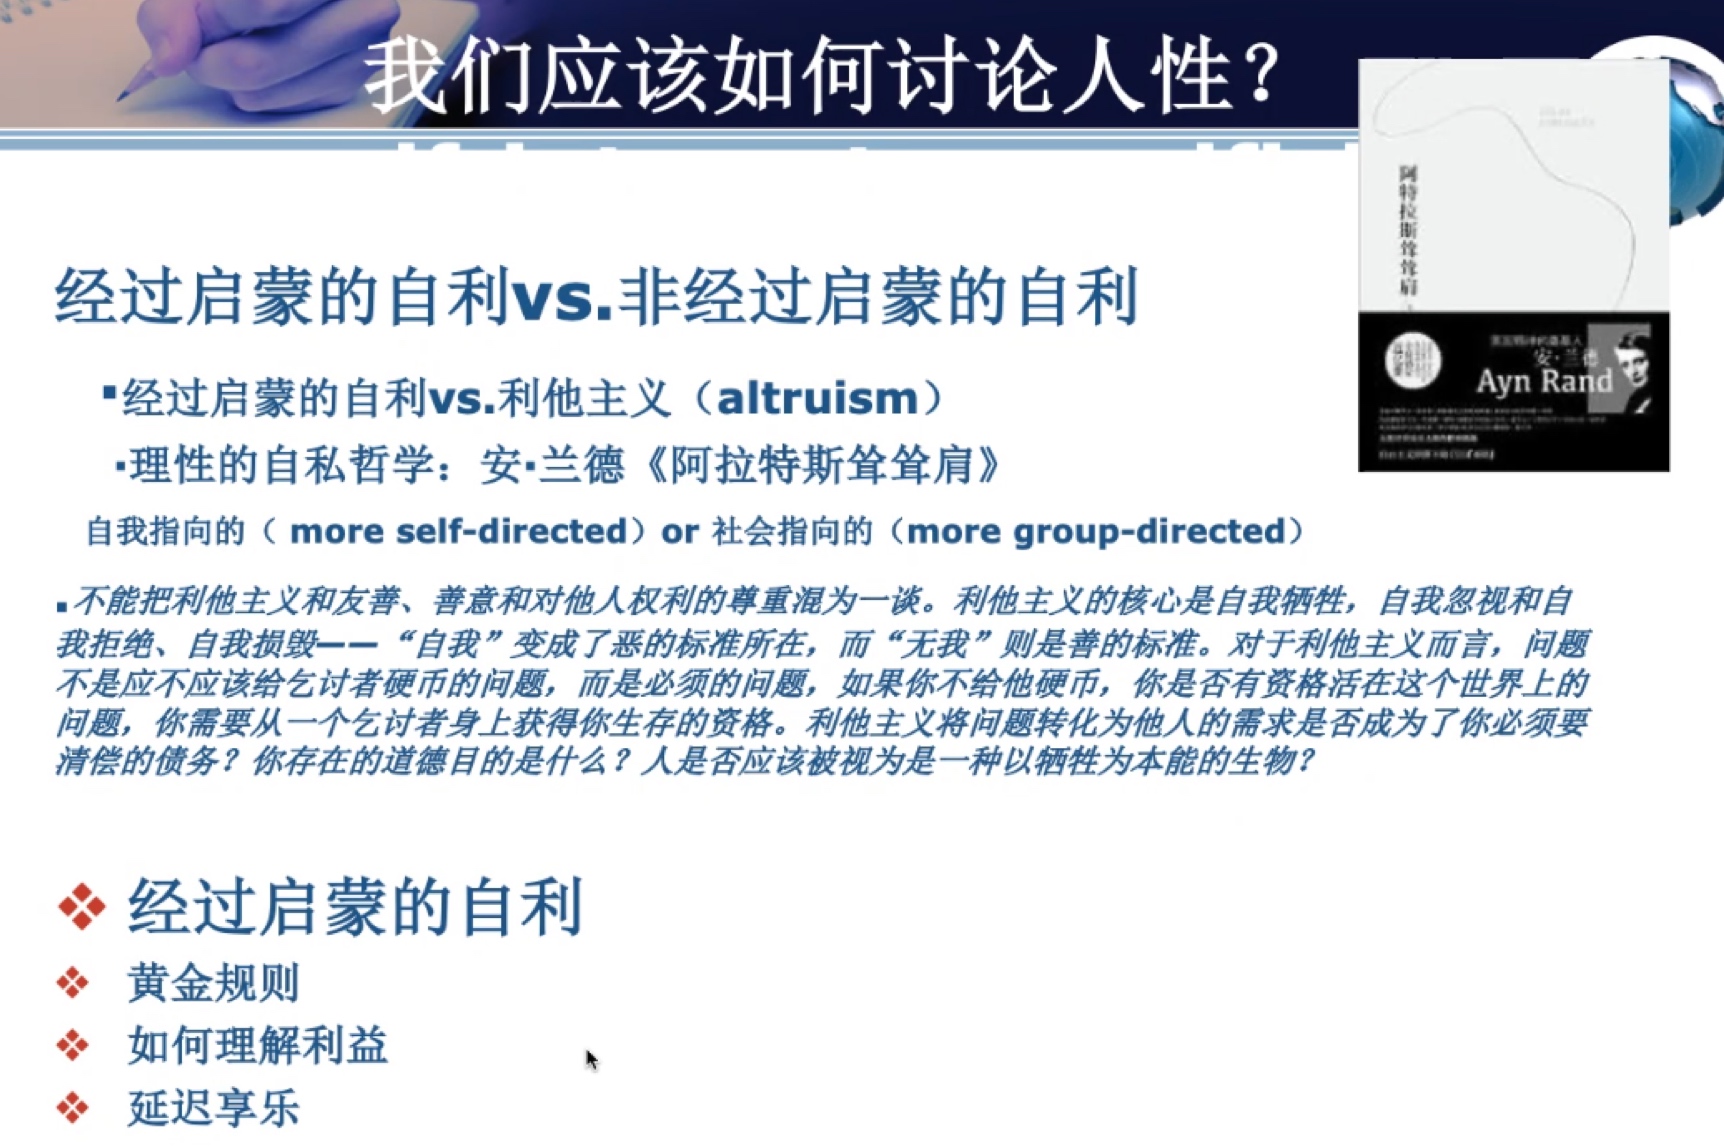 我们应该如何讨论人性？
阿特拉斯耸耸肩
安·兰德
Ayn Rand
经过启蒙的自利vs.非经过启蒙的自利
▪经过启蒙的自利vs.利他主义（altruism）
▪理性的自私哲学：安·兰德《阿拉特斯耸耸肩》
自我指向的（ more self-directed）or 社会指向的（more group-directed）
▪不能把利他主义和友善、善意和对他人权利的尊重混为一谈。利他主义的核心是自我牺牲，自我忽视和自
我拒绝、自我损毁——“自我”变成了恶的标准所在，而“无我”则是善的标准。对于利他主义而言，问题
不是应不应该给乞讨者硬币的问题，而是必须的问题，如果你不给他硬币，你是否有资格活在这个世界上的
问题，你需要从一个乞讨者身上获得你生存的资格。利他主义将问题转化为他人的需求是否成为了你必须要
清偿的债务？你存在的道德目的是什么？人是否应该被视为是一种以牺牲为本能的生物？
❖ 经过启蒙的自利
❖ 黄金规则
❖ 如何理解利益
❖ 延迟享乐